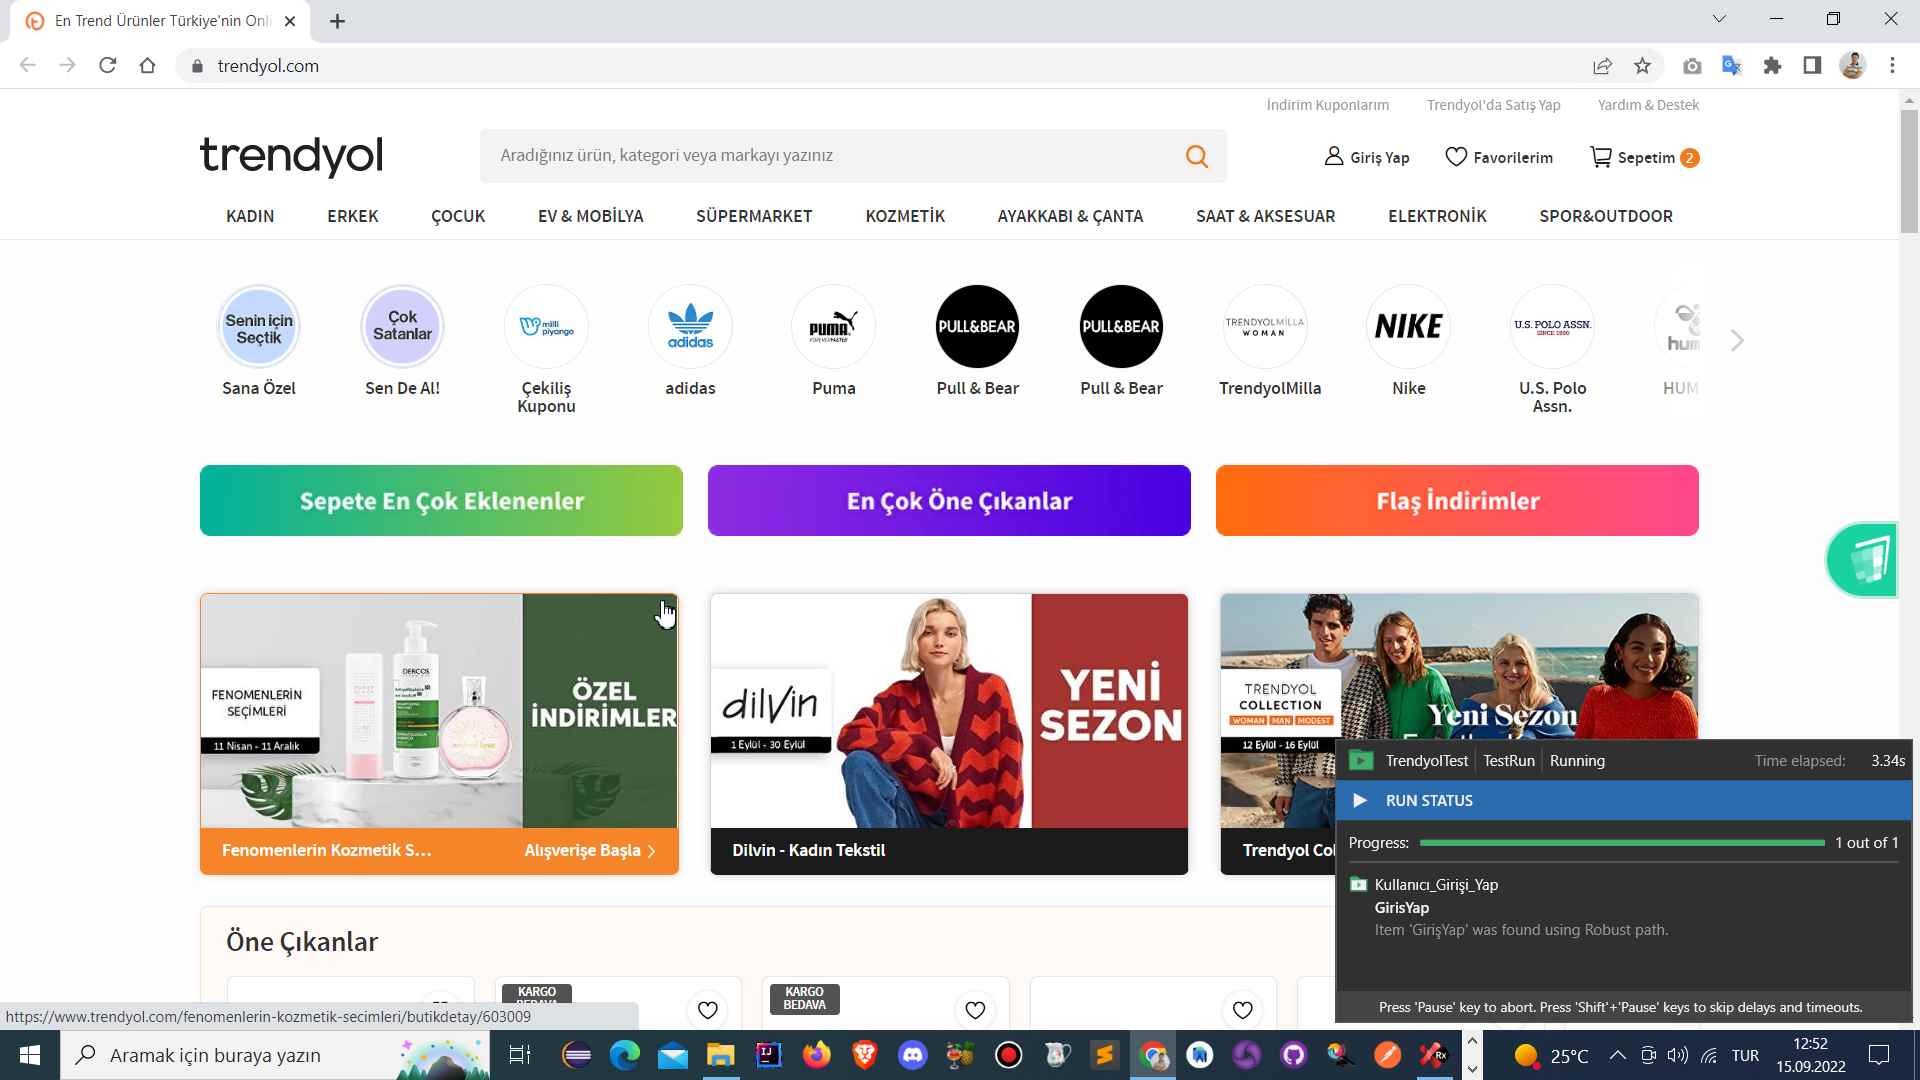 En Trend Ürünler Türkiye'nin Onli
trendyol.com
İndirim Kuponlarım
Trendyol'da Satış Yap
Yardım & Destek
trendyol
Aradığınız ürün, kategori veya markayı yazınız
Giriş Yap
Favorilerim
Sepetim 2
KADIN
ERKEK
ÇOCUK
EV & MOBİLYA
SÜPERMARKET
KOZMETİK
AYAKKABI & ÇANTA
SAAT & AKSESUAR
ELEKTRONİK
SPOR&OUTDOOR
Senin için
Seçtik
Çok
Satanlar
milli
piyango
adidas
PUMA
FOREVER FASTER
PULL&BEAR
PULL&BEAR
TRENDYOLMİLLA
WOMAN
NIKE
U.S. POLO ASSN.
SINCE 1890
hum
Sana Özel
Sen De Al!
Çekiliş
Kuponu
adidas
Puma
Pull & Bear
Pull & Bear
TrendyolMilla
Nike
U.S. Polo
Assn.
HUM
Sepete En Çok Eklenenler
En Çok Öne Çıkanlar
Flaş İndirimler
FENOMENLERİN
SEÇİMLERİ
11 Nisan - 11 Aralık
DERCOS
ÖZEL
İNDİRİMLER
Fenomenlerin Kozmetik S...
Alışverişe Başla
dilvin
1 Eylül - 30 Eylül
YENİ
SEZON
Dilvin - Kadın Tekstil
TRENDYOL
COLLECTION
WOMAN MAN MODEST
12 Eylül - 16 Eylül
Yeni Sezon
Trendyol Col
TrendyolTest
TestRun
Running
Time elapsed: 3.34s
RUN STATUS
Progress: 1 out of 1
Kullanıcı_Girişi_Yap
GirisYap
Item 'GirişYap' was found using Robust path.
Press 'Pause' key to abort. Press 'Shift'+'Pause' keys to skip delays and timeouts.
Öne Çıkanlar
KARGO
BEDAVA
KARGO
BEDAVA
https://www.trendyol.com/fenomenlerin-kozmetik-secimleri/butikdetay/603009
Aramak için buraya yazın
25°C
TUR
12:52
15.09.2022